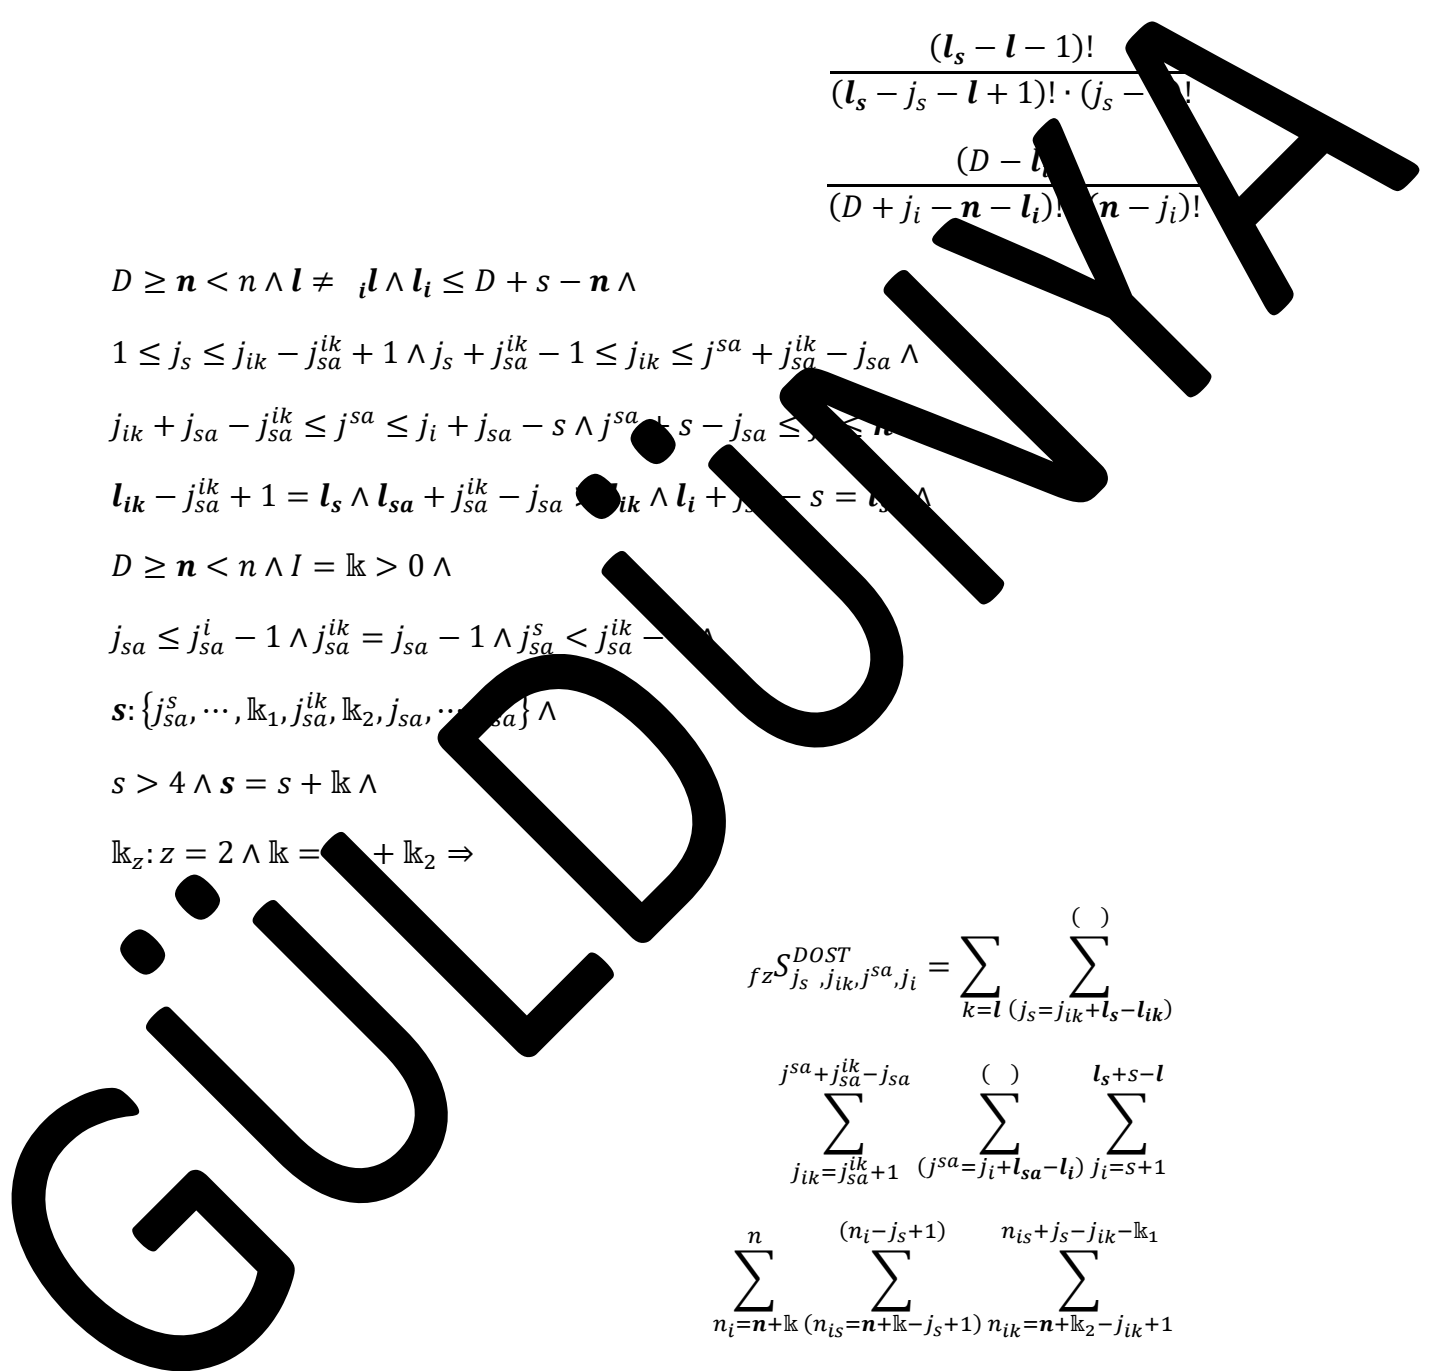 (l_s − l − 1)!
(l_s − j_s − l + 1)! · (j_s − )!
(D − l
(D + j_i − n − l_i)! (n − j_i)!
D ≥ n < n ∧ l ≠ _il ∧ l_i ≤ D + s − n ∧
1 ≤ j_s ≤ j_ik − j_sa^ik + 1 ∧ j_s + j_sa^ik − 1 ≤ j_ik ≤ j^sa + j_sa^ik − j_sa ∧
j_ik + j_sa − j_sa^ik ≤ j^sa ≤ j_i + j_sa − s ∧ j^sa + s − j_sa ≤ ≤ n
l_ik − j_sa^ik + 1 = l_s ∧ l_sa + j_sa^ik − j_sa l_ik ∧ l_i + − s = ∧
D ≥ n < n ∧ I = 𝕜 > 0 ∧
j_sa ≤ j_sa^i − 1 ∧ j_sa^ik = j_sa − 1 ∧ j_sa^s < j_sa^ik − ∧
s: {j_sa^s, ⋯ , 𝕜_1, j_sa^ik, 𝕜_2, j_sa, ⋯ } ∧
s > 4 ∧ s = s + 𝕜 ∧
𝕜_z: z = 2 ∧ 𝕜 = + 𝕜_2 ⇒
GÜLDÜNYA
( )
_fz S^DOST_{j_s ,j_ik,j^sa,j_i} = ∑ ∑
k=l (j_s=j_ik+l_s−l_ik)
j^sa+j_sa^ik−j_sa ( ) l_s+s−l
∑ ∑ ∑
j_ik=j_sa^ik+1 (j^sa=j_i+l_sa−l_i) j_i=s+1
n (n_i−j_s+1) n_is+j_s−j_ik−𝕜_1
∑ ∑ ∑
n_i=n+𝕜 (n_is=n+𝕜−j_s+1) n_ik=n+𝕜_2−j_ik+1